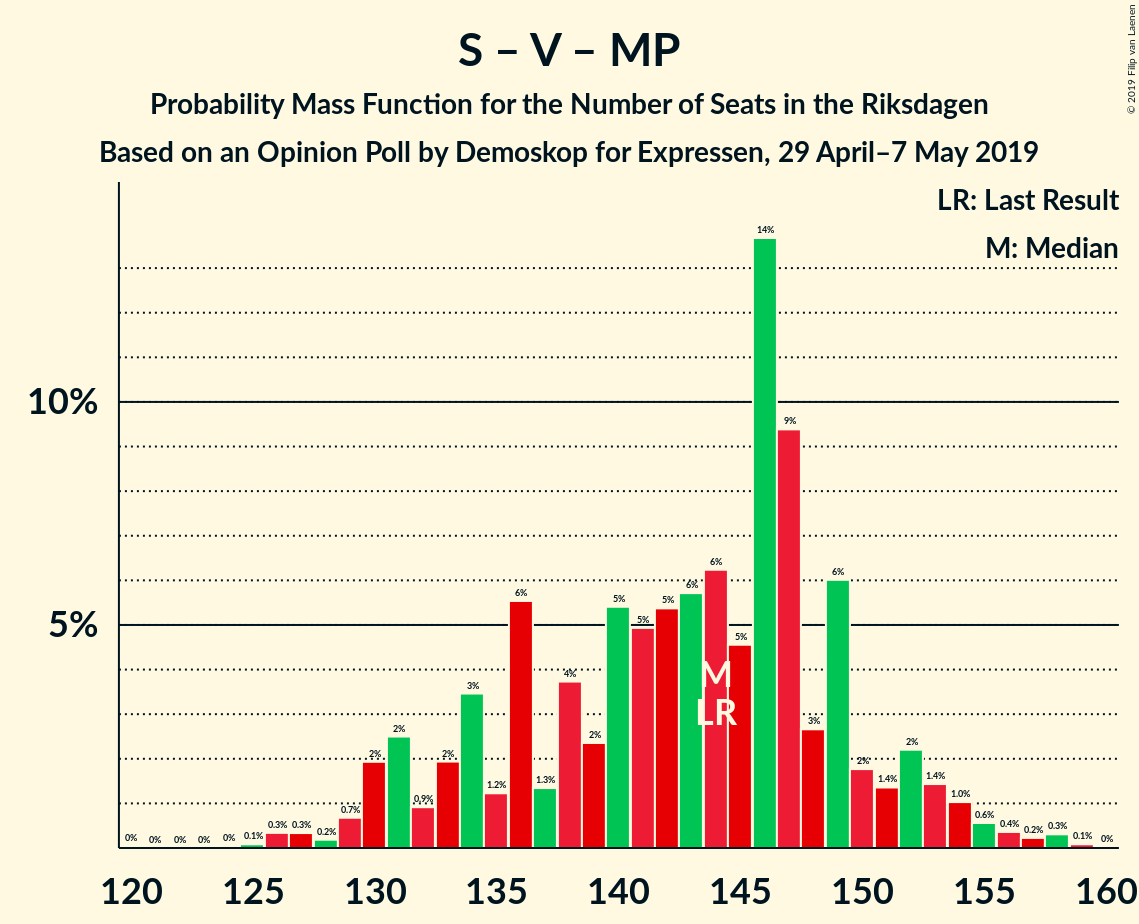 S – V – MP
Probability Mass Function for the Number of Seats in the Riksdagen
Based on an Opinion Poll by Demoskop for Expressen, 29 April–7 May 2019
© 2019 Filip van Laenen
LR: Last Result
M: Median
10%
5%
0% 0% 0% 0% 0% 0.1% 0.3% 0.3% 0.2% 0.7% 2% 2% 0.9% 2% 3% 1.2% 6% 1.3% 4% 2% 5% 5% 5% 6% 6% 5% 14% 9% 3% 6% 2% 1.4% 2% 1.4% 1.0% 0.6% 0.4% 0.2% 0.3% 0.1% 0%
M
LR
120 125 130 135 140 145 150 155 160